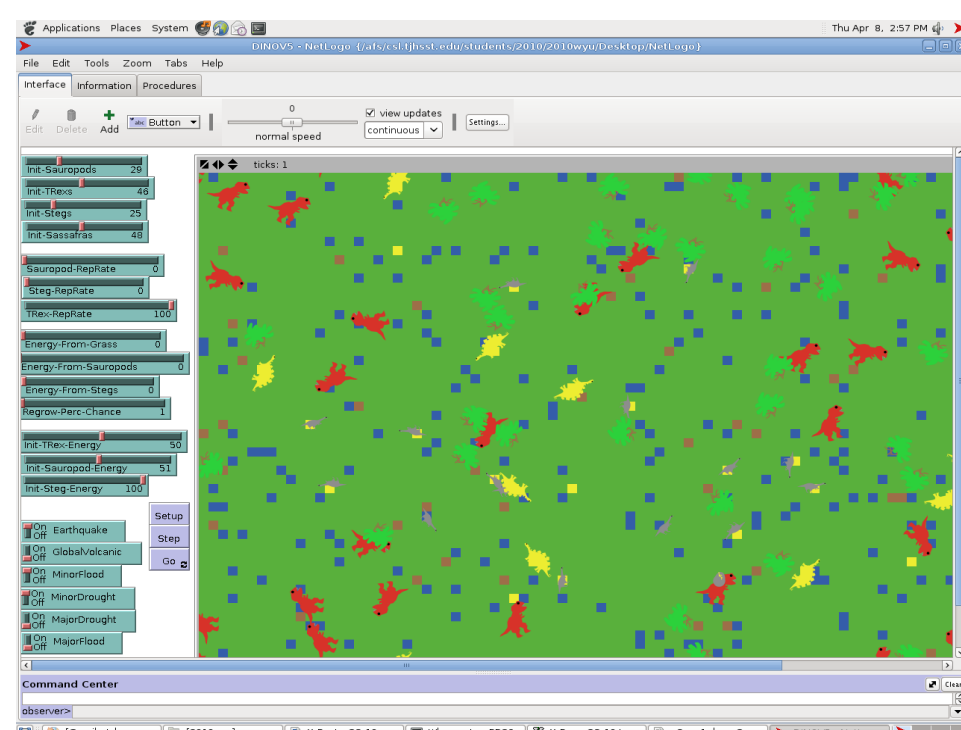 Applications Places System
Thu Apr 8, 2:57 PM
DINOV5 - NetLogo {/afs/csl.tjhsst.edu/students/2010/2010wyu/Desktop/NetLogo}
File Edit Tools Zoom Tabs Help
Interface Information Procedures
Edit Delete Add abc Button
0
normal speed
view updates
continuous
Settings...
ticks: 1
Init-Sauropods 29
Init-TRexs 46
Init-Stegs 25
Init-Sassafras 48
Sauropod-RepRate 0
Steg-RepRate 0
TRex-RepRate 100
Energy-From-Grass 0
Energy-From-Sauropods 0
Energy-From-Stegs 0
Regrow-Perc-Chance 1
Init-TRex-Energy 50
Init-Sauropod-Energy 51
Init-Steg-Energy 100
Setup
Step
Go
On Off Earthquake
On Off GlobalVolcanic
On Off MinorFlood
On Off MinorDrought
On Off MajorDrought
On Off MajorFlood
Command Center
Clear
observer>